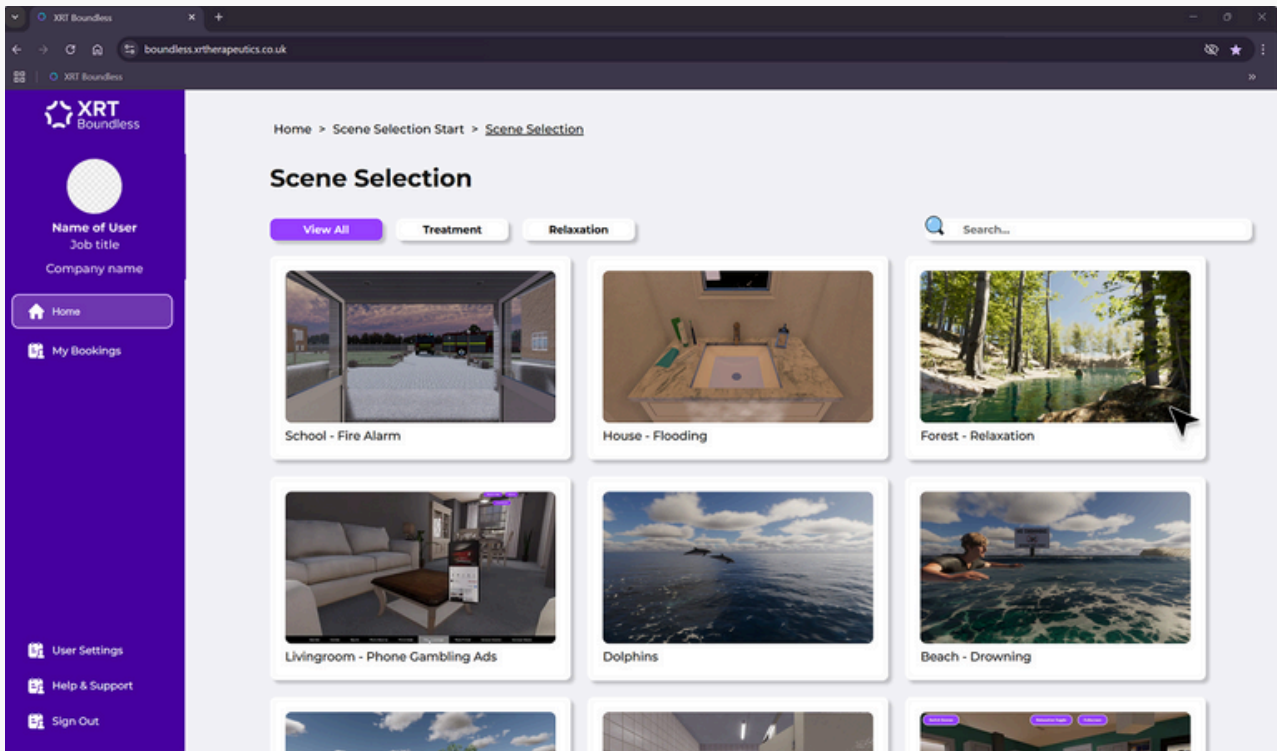 XRT Boundless
boundless.xrtherapeutics.co.uk
XRT Boundless
XRT
Boundless
Name of User
Job title
Company name
Home
My Bookings
User Settings
Help & Support
Sign Out
Home > Scene Selection Start > Scene Selection
Scene Selection
View All
Treatment
Relaxation
Search...
School - Fire Alarm
House - Flooding
Forest - Relaxation
Livingroom - Phone Gambling Ads
Dolphins
Beach - Drowning